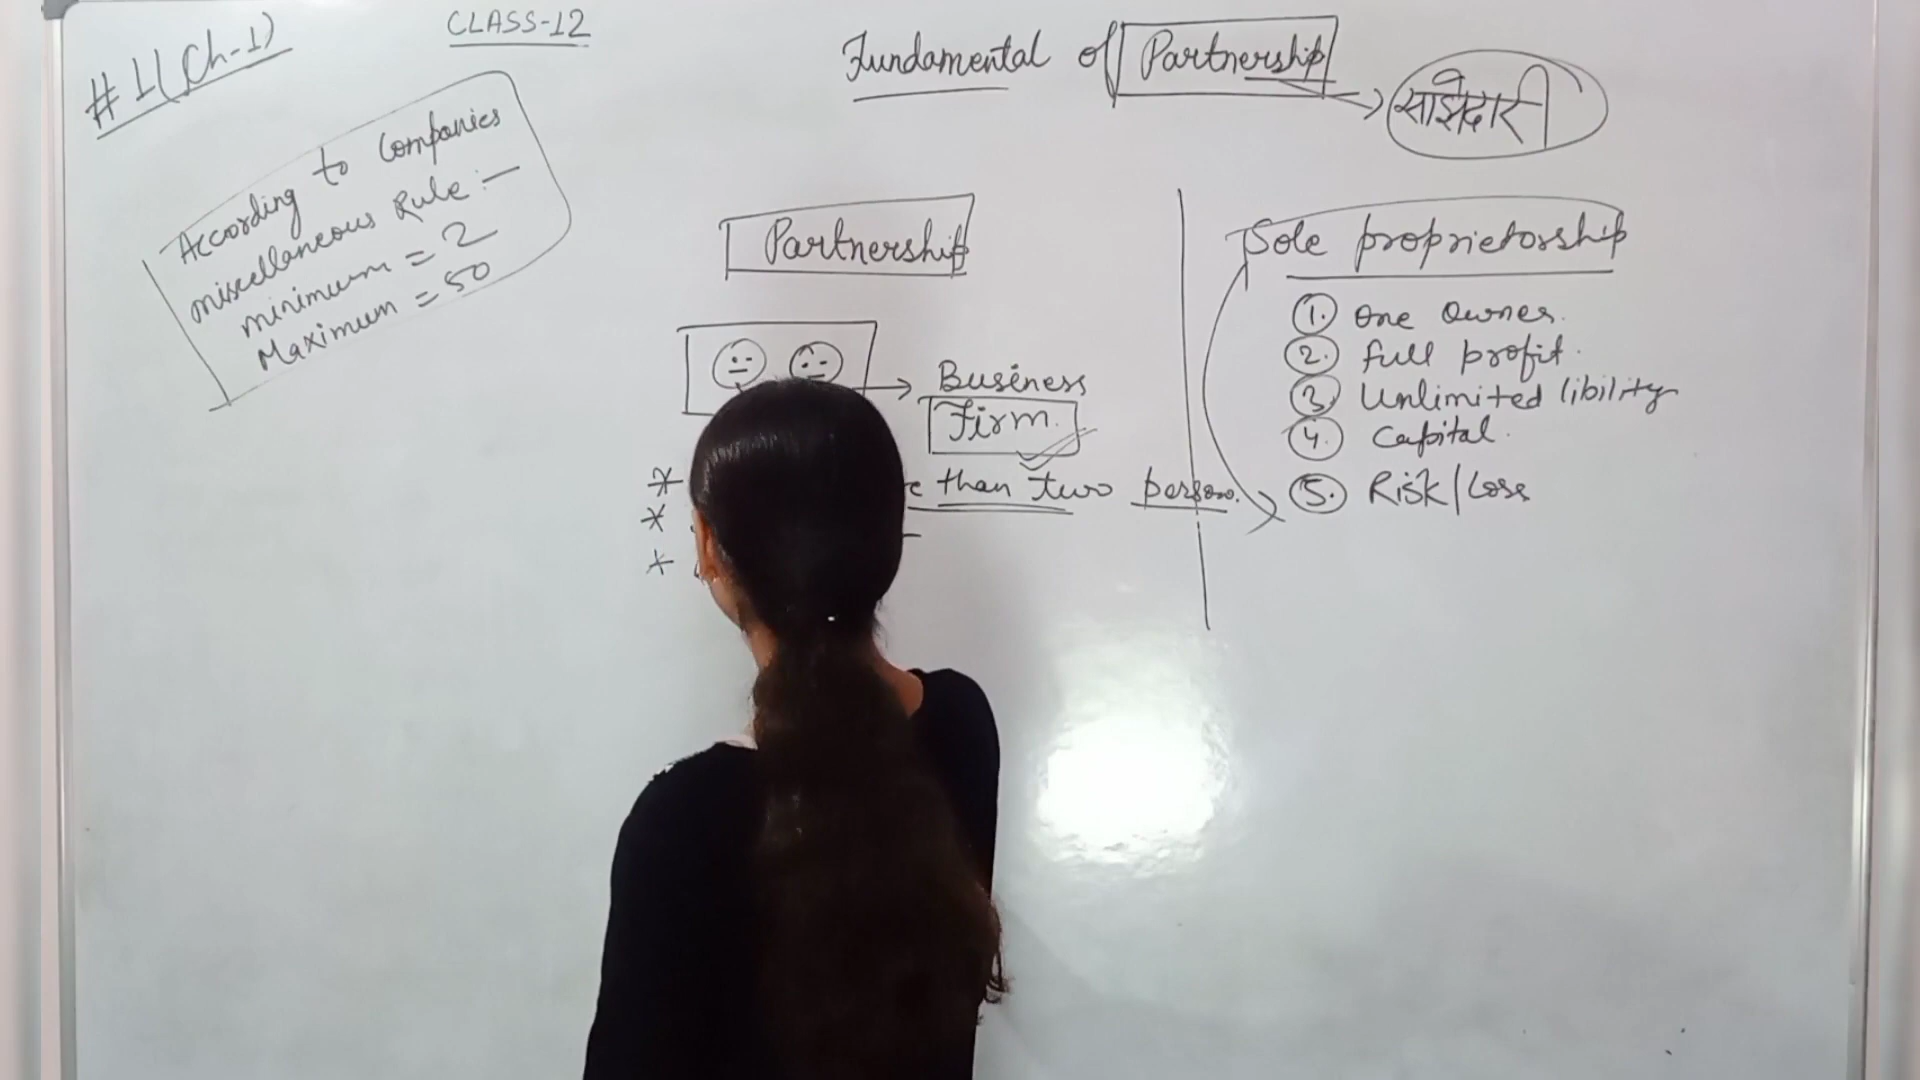 # 1 (Ch-1)
CLASS-12
Fundamental of Partnership
साझेदारी
According to Companies
miscellaneous Rule :-
minimum = 2
Maximum = 50
Partnership
Business
Firm.
than two person.
Sole proprietorship
1. One Owner.
2. full profit.
3. Unlimited libility
4. Capital.
5. Risk/Loss